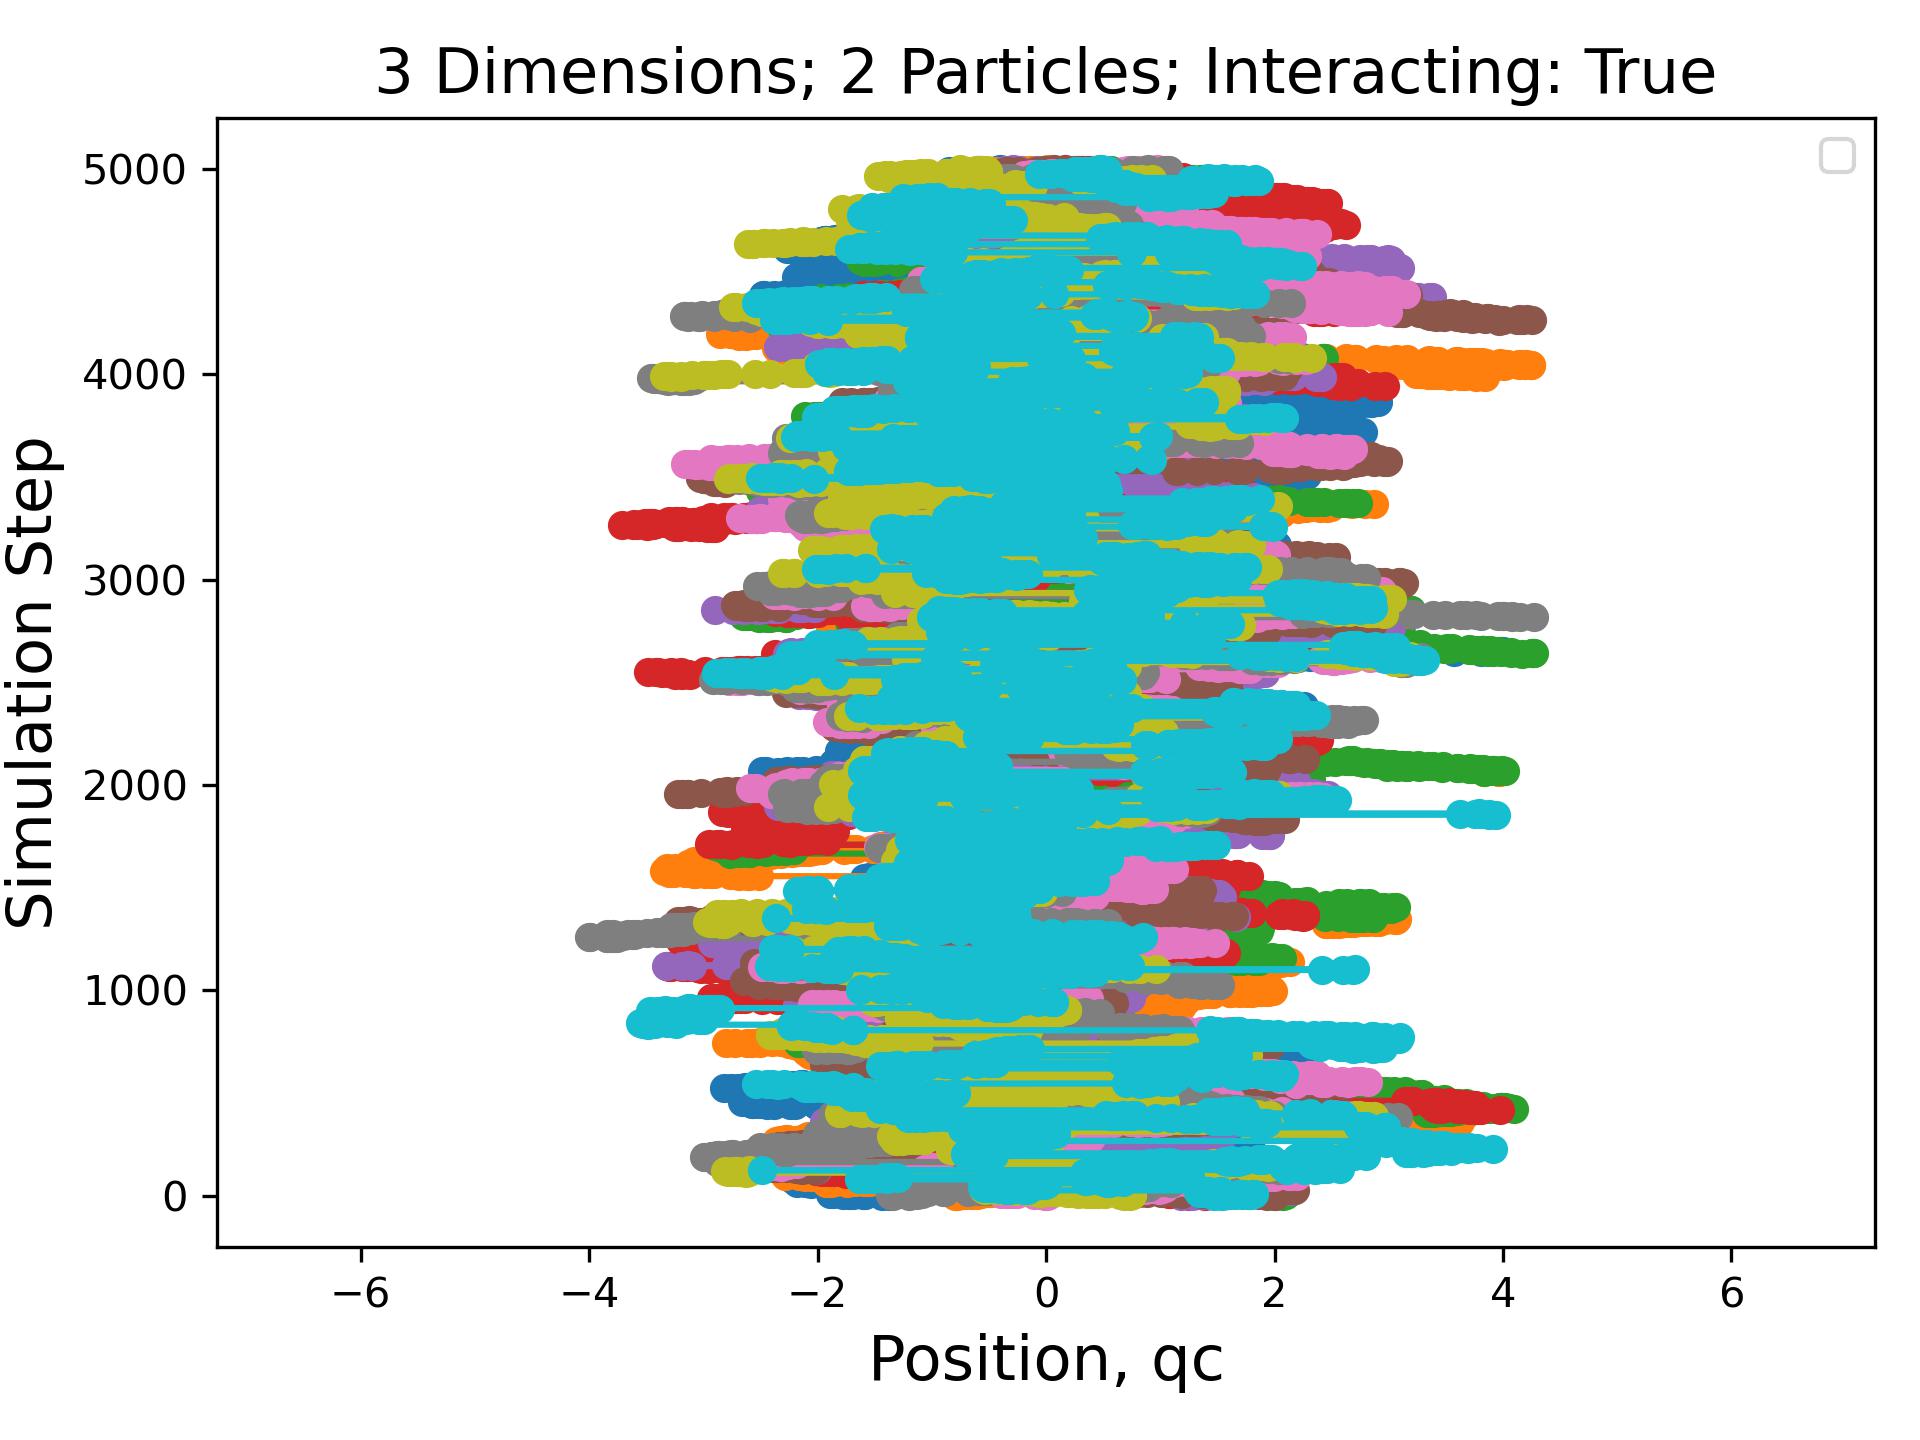 3 Dimensions; 2 Particles; Interacting: True
Simulation Step
5000
4000
3000
2000
1000
0
−6 −4 −2 0 2 4 6
Position, qc